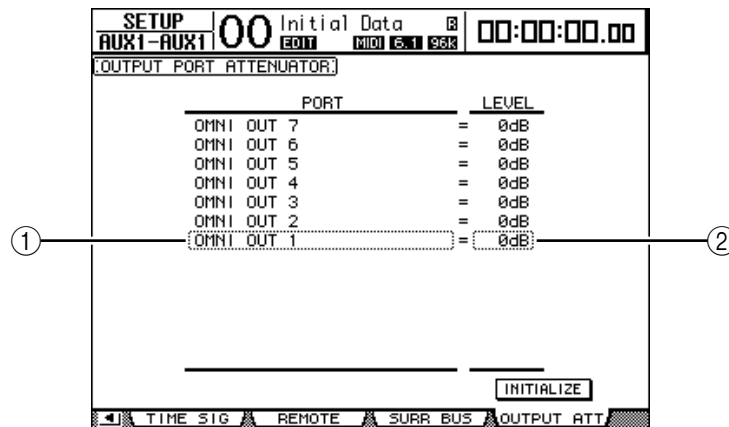 SETUP
AUX1-AUX1
00
Initial Data R
EDIT MIDI 6.1 96k
00:00:00.00
OUTPUT PORT ATTENUATOR
PORT LEVEL
OMNI OUT 7 = 0dB
OMNI OUT 6 = 0dB
OMNI OUT 5 = 0dB
OMNI OUT 4 = 0dB
OMNI OUT 3 = 0dB
OMNI OUT 2 = 0dB
① OMNI OUT 1 = 0dB ②
INITIALIZE
TIME SIG REMOTE SURR BUS OUTPUT ATT